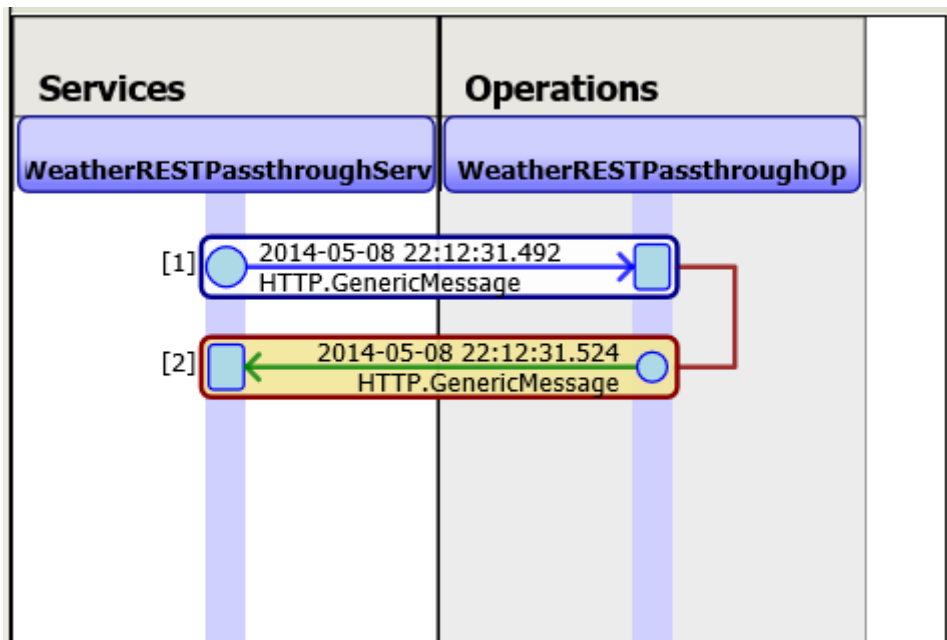 Services
Operations
WeatherRESTPassthroughServ
WeatherRESTPassthroughOp
[1]
2014-05-08 22:12:31.492
HTTP.GenericMessage
[2]
2014-05-08 22:12:31.524
HTTP.GenericMessage